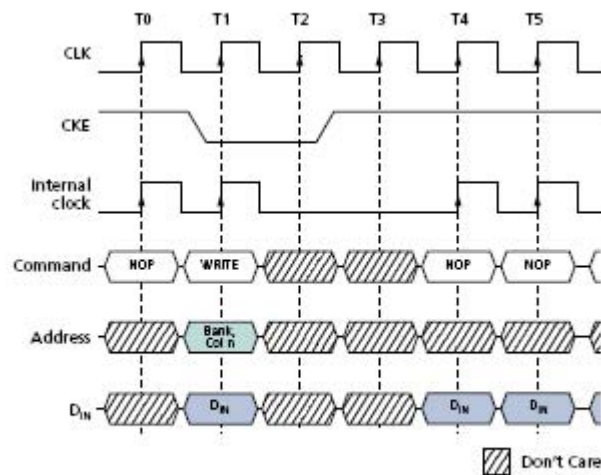 T0 T1 T2 T3 T4 T5
CLK
CKE
Internal
clock
Command NOP WRITE NOP NOP
Address Bank,
Col n
DIN DIN DIN DIN
Don't Care